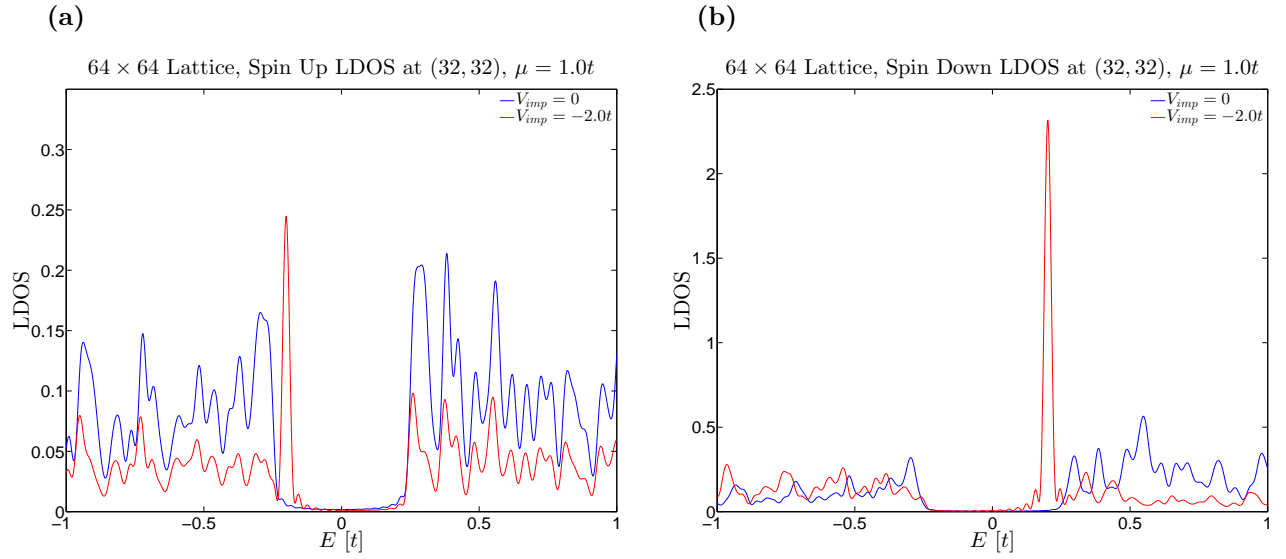 (a)
64 × 64 Lattice, Spin Up LDOS at (32, 32), μ = 1.0t
V_imp = 0
V_imp = −2.0t
0.3
0.25
0.2
0.15
0.1
0.05
0
LDOS
−1
−0.5
0
0.5
1
E [t]
(b)
64 × 64 Lattice, Spin Down LDOS at (32, 32), μ = 1.0t
V_imp = 0
V_imp = −2.0t
2.5
2
1.5
1
0.5
0
LDOS
−1
−0.5
0
0.5
1
E [t]